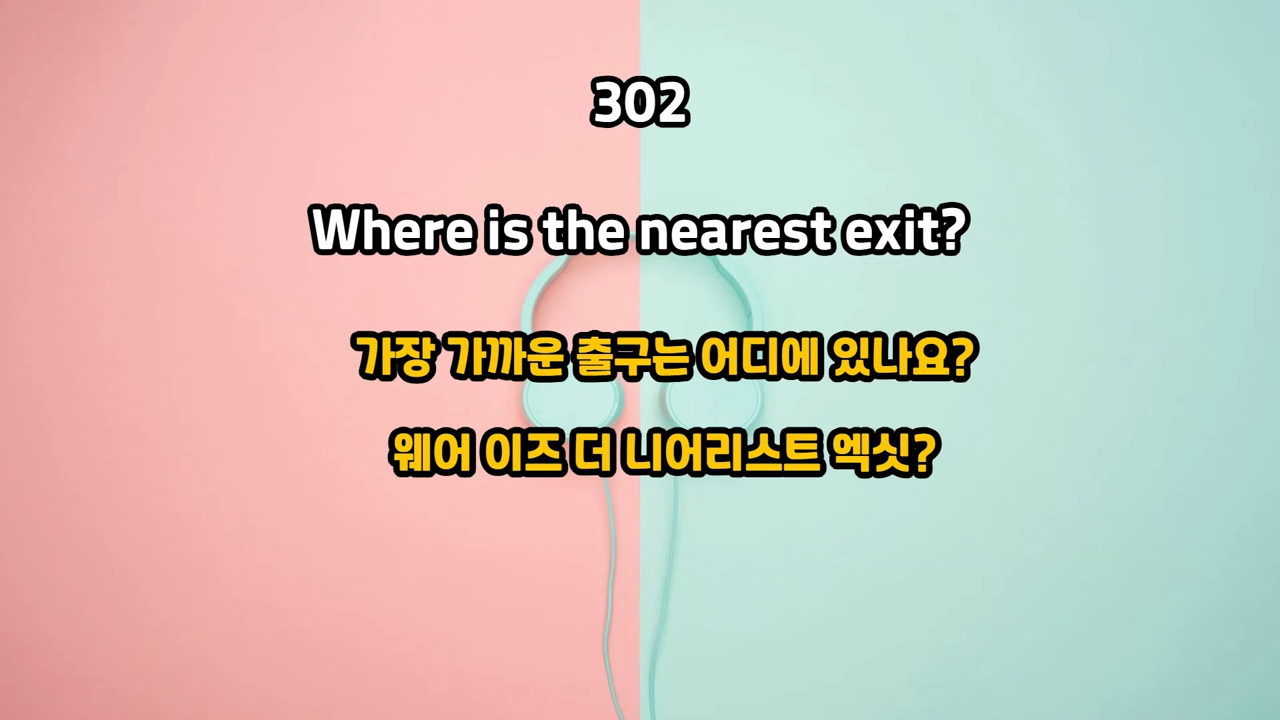 302
Where is the nearest exit?
가장 가까운 출구는 어디에 있나요?
웨어 이즈 더 니어리스트 엑싯?